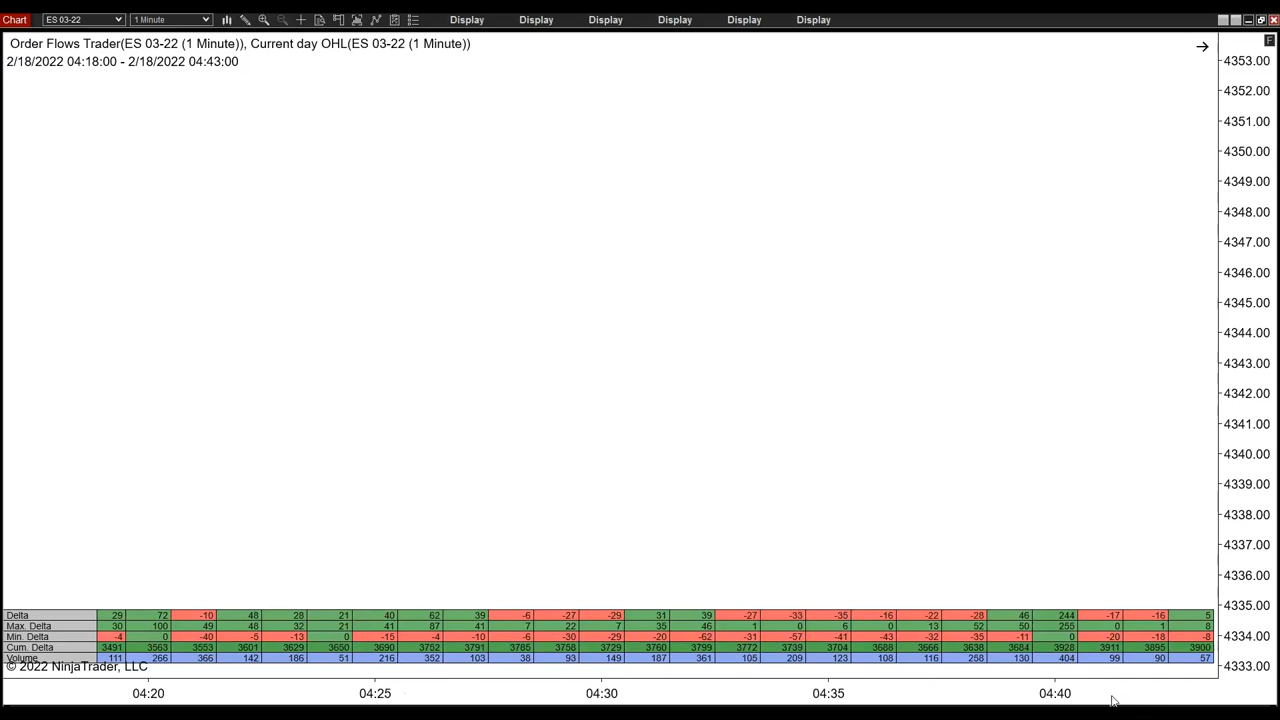 Chart ES 03-22 1 Minute Display Display Display Display Display Display
Order Flows Trader(ES 03-22 (1 Minute)), Current day OHL(ES 03-22 (1 Minute))
2/18/2022 04:18:00 - 2/18/2022 04:43:00
F
4353.00
4352.00
4351.00
4350.00
4349.00
4348.00
4347.00
4346.00
4345.00
4344.00
4343.00
4342.00
4341.00
4340.00
4339.00
4338.00
4337.00
4336.00
4335.00
4334.00
4333.00
Delta 29 72 -10 48 28 21 40 62 39 -6 -27 -29 31 39 -27 -33 -35 -16 -22 -28 46 244 -17 -16 5
Max. Delta 30 100 49 48 32 21 41 87 41 7 22 7 35 46 1 0 6 0 13 52 50 255 0 1 8
Min. Delta -4 0 -40 -5 -13 0 -15 -4 -10 -6 -30 -29 -20 -62 -31 -57 -41 -43 -32 -35 -11 0 -20 -18 -8
Cum. Delta 3491 3563 3553 3601 3629 3650 3690 3752 3791 3785 3758 3729 3760 3799 3772 3739 3704 3688 3666 3638 3684 3928 3911 3895 3900
Volume 111 266 366 142 186 51 216 352 103 38 93 149 187 361 105 209 123 108 116 258 130 404 99 90 57
© 2022 NinjaTrader, LLC
04:20 04:25 04:30 04:35 04:40